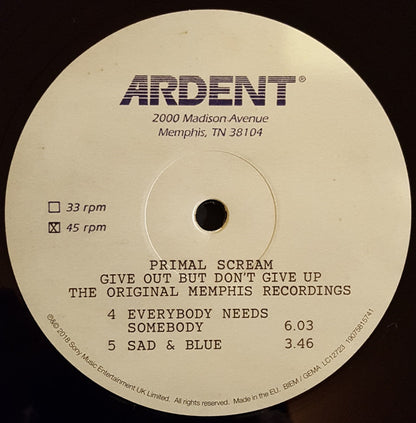 ARDENT®
2000 Madison Avenue
Memphis, TN 38104
33 rpm
45 rpm
PRIMAL SCREAM
GIVE OUT BUT DON'T GIVE UP
THE ORIGINAL MEMPHIS RECORDINGS
4 EVERYBODY NEEDS
SOMEBODY 6.03
5 SAD & BLUE 3.46
℗&© 2018 Sony Music Entertainment UK Limited. All rights reserved. Made in the E.U. BIEM / GEMA LC12723 19075815741